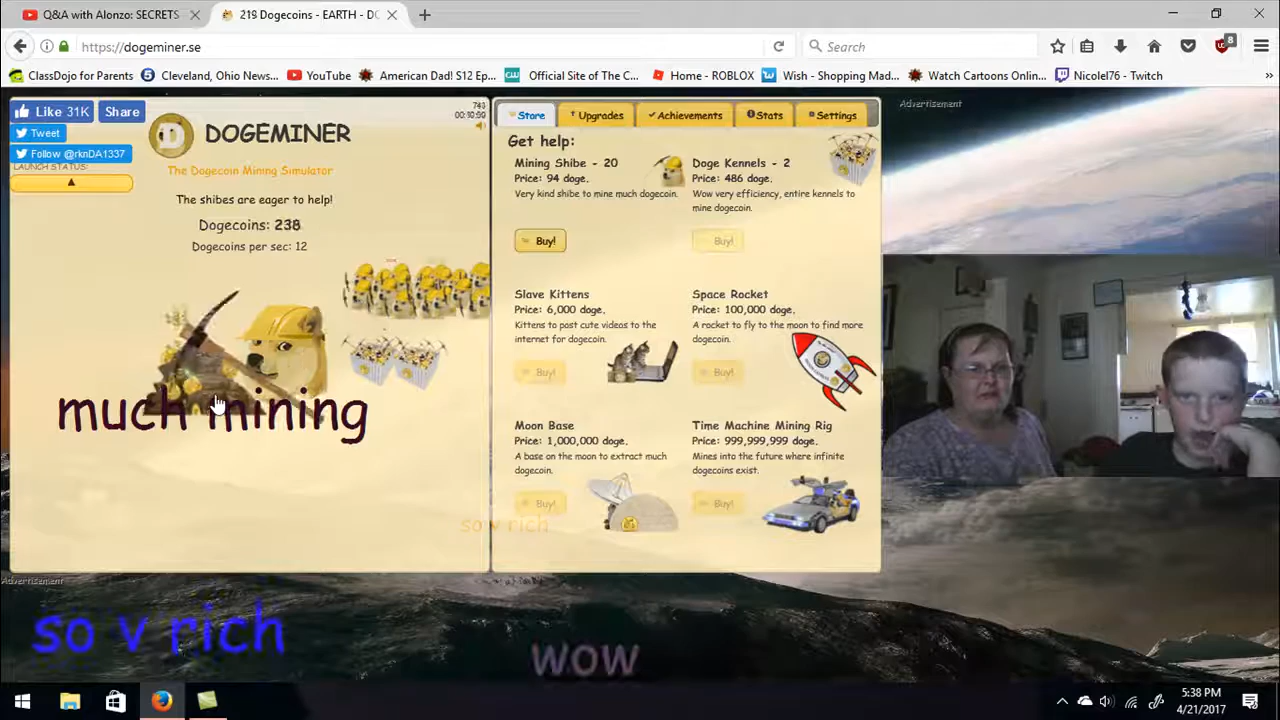 Q&A with Alonzo: SECRETS
219 Dogecoins - EARTH - DO
https://dogeminer.se
Search
8
ClassDojo for Parents
Cleveland, Ohio News...
YouTube
American Dad! S12 Ep...
Official Site of The C...
Home - ROBLOX
Wish - Shopping Mad...
Watch Cartoons Onlin...
Nicolel76 - Twitch
Like 31K
Share
Tweet
Follow @rknDA1337
LAUNCH STATUS:
DOGEMINER
The Dogecoin Mining Simulator
The shibes are eager to help!
Dogecoins: 238
Dogecoins per sec: 12
much mining
so v rich
Store
Upgrades
Achievements
Stats
Settings
Get help:
Mining Shibe - 20
Price: 94 doge.
Very kind shibe to mine much dogecoin.
Buy!
Doge Kennels - 2
Price: 486 doge.
Wow very efficiency, entire kennels to
mine dogecoin.
Buy!
Slave Kittens
Price: 6,000 doge.
Kittens to post cute videos to the
internet for dogecoin.
Buy!
Space Rocket
Price: 100,000 doge.
A rocket to fly to the moon to find more
dogecoin.
Buy!
Moon Base
Price: 1,000,000 doge.
A base on the moon to extract much
dogecoin.
Buy!
Time Machine Mining Rig
Price: 999,999,999 doge.
Mines into the future where infinite
dogecoins exist.
Buy!
Advertisement
Advertisement
so v rich
wow
5:38 PM
4/21/2017